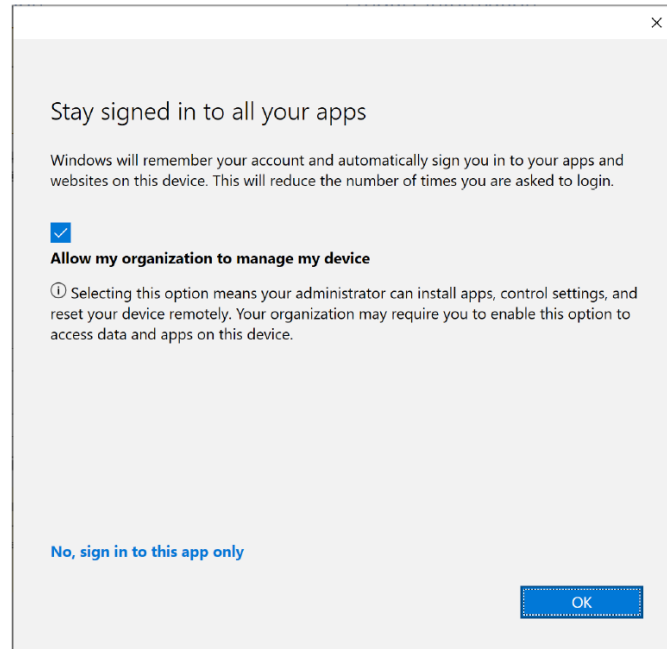 Stay signed in to all your apps
Windows will remember your account and automatically sign you in to your apps and
websites on this device. This will reduce the number of times you are asked to login.
Allow my organization to manage my device
Selecting this option means your administrator can install apps, control settings, and
reset your device remotely. Your organization may require you to enable this option to
access data and apps on this device.
No, sign in to this app only
OK